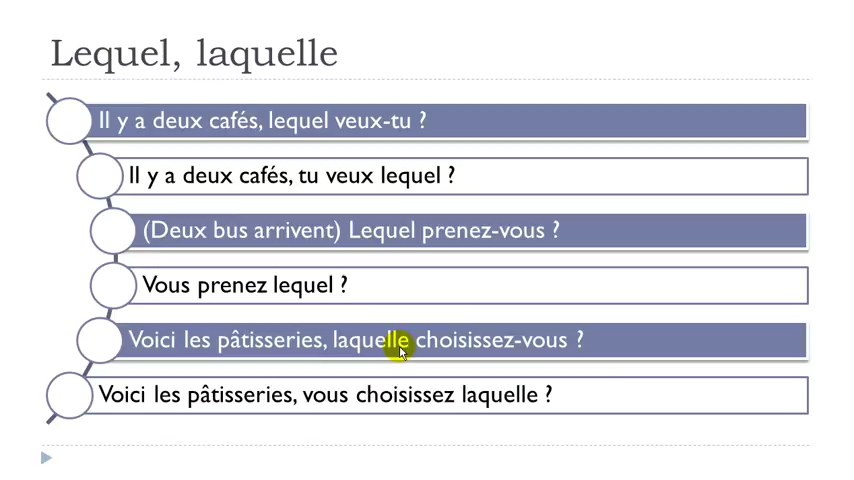 Lequel, laquelle
Il y a deux cafés, lequel veux-tu ?
Il y a deux cafés, tu veux lequel ?
(Deux bus arrivent) Lequel prenez-vous ?
Vous prenez lequel ?
Voici les pâtisseries, laquelle choisissez-vous ?
Voici les pâtisseries, vous choisissez laquelle ?